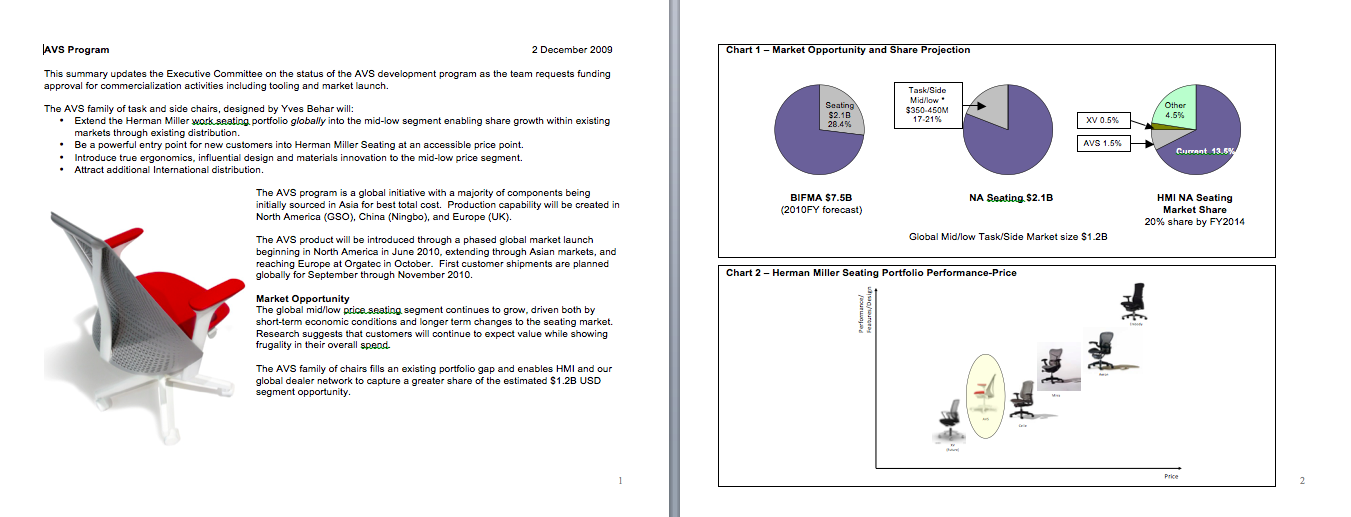 AVS Program 2 December 2009
This summary updates the Executive Committee on the status of the AVS development program as the team requests funding
approval for commercialization activities including tooling and market launch.
The AVS family of task and side chairs, designed by Yves Behar will:
• Extend the Herman Miller work seating portfolio globally into the mid-low segment enabling share growth within existing
markets through existing distribution.
• Be a powerful entry point for new customers into Herman Miller Seating at an accessible price point.
• Introduce true ergonomics, influential design and materials innovation to the mid-low price segment.
• Attract additional International distribution.
The AVS program is a global initiative with a majority of components being
initially sourced in Asia for best total cost. Production capability will be created in
North America (GSO), China (Ningbo), and Europe (UK).
The AVS product will be introduced through a phased global market launch
beginning in North America in June 2010, extending through Asian markets, and
reaching Europe at Orgatec in October. First customer shipments are planned
globally for September through November 2010.
Market Opportunity
The global mid/low price seating segment continues to grow, driven both by
short-term economic conditions and longer term changes to the seating market.
Research suggests that customers will continue to expect value while showing
frugality in their overall spend.
The AVS family of chairs fills an existing portfolio gap and enables HMI and our
global dealer network to capture a greater share of the estimated $1.2B USD
segment opportunity.
1
Chart 1 – Market Opportunity and Share Projection
Seating
$2.1B
28.4%
BIFMA $7.5B
(2010FY forecast)
Task/Side
Mid/low *
$350-450M
17-21%
NA Seating $2.1B
Other
4.5%
XV 0.5%
AVS 1.5%
Current 13.5%
HMI NA Seating
Market Share
20% share by FY2014
Global Mid/low Task/Side Market size $1.2B
Chart 2 – Herman Miller Seating Portfolio Performance-Price
Performance/
Features/Design
Embody
Aeron
Mirra
Celle
AVS
(future)
Price
2